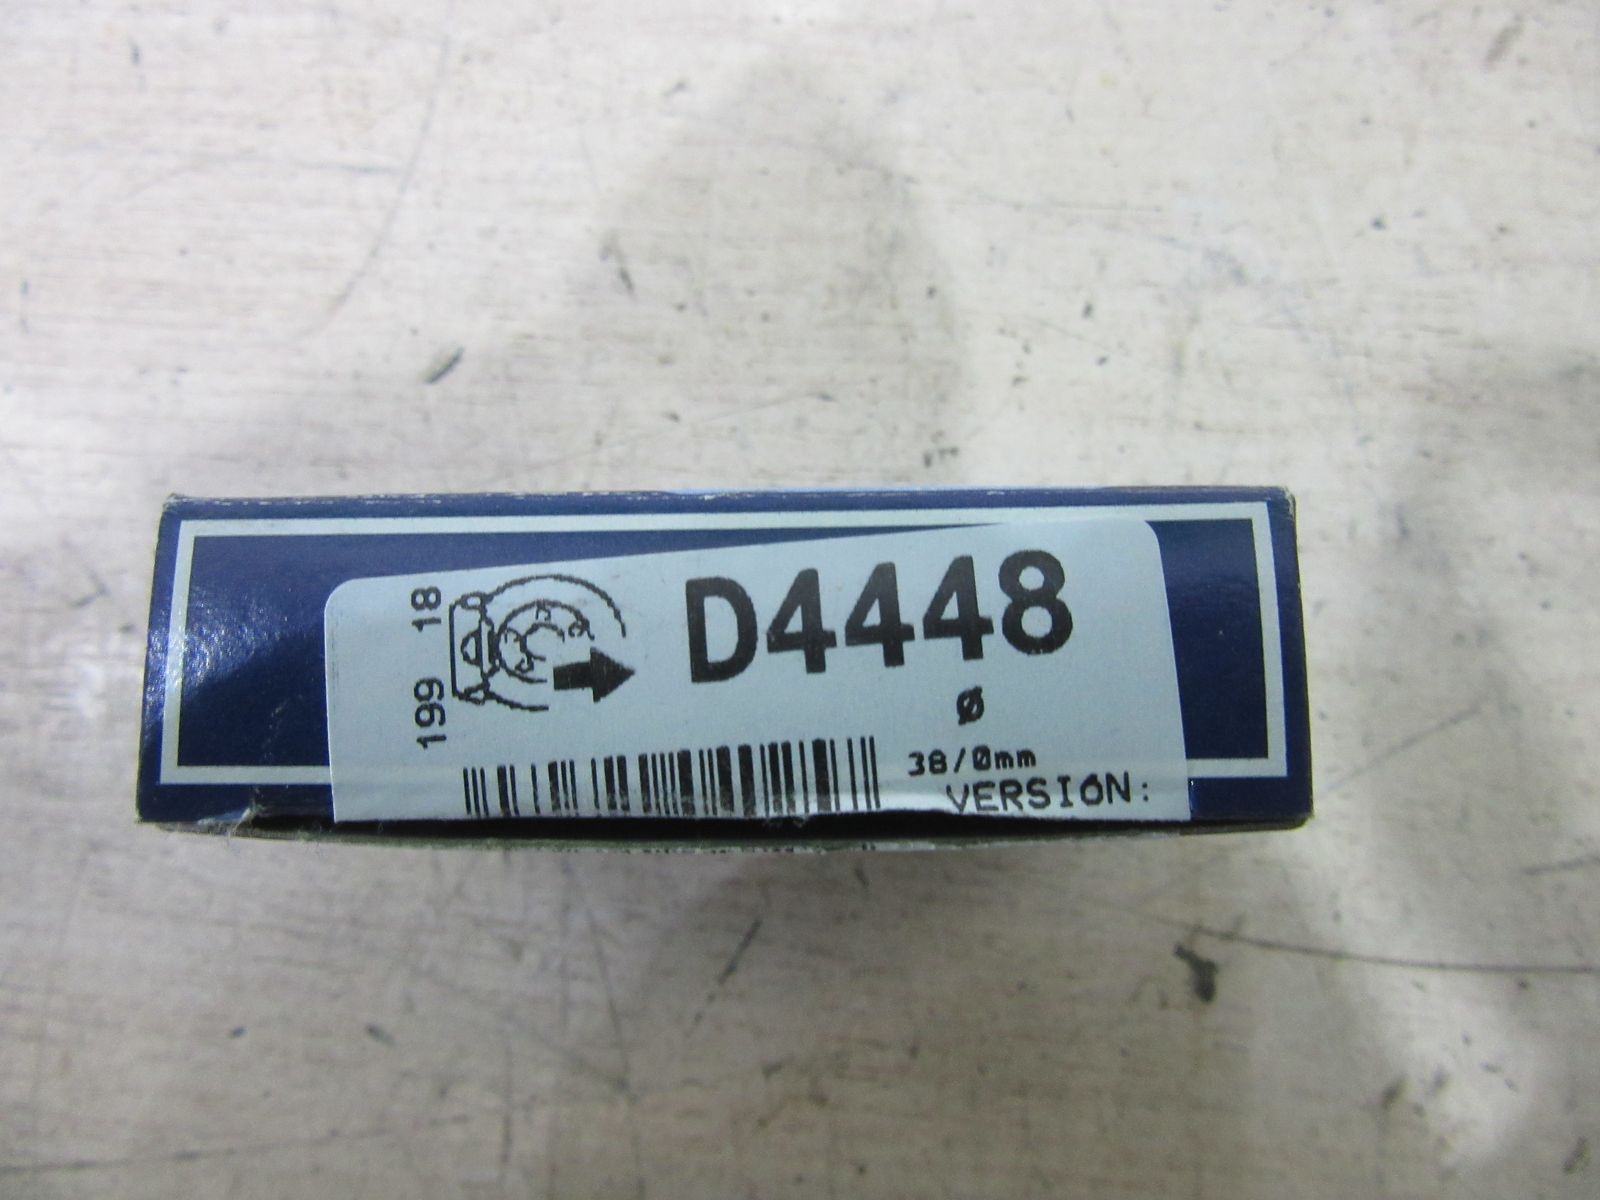 199 18
D4448
Ø
38/0mm
VERSIÓN: